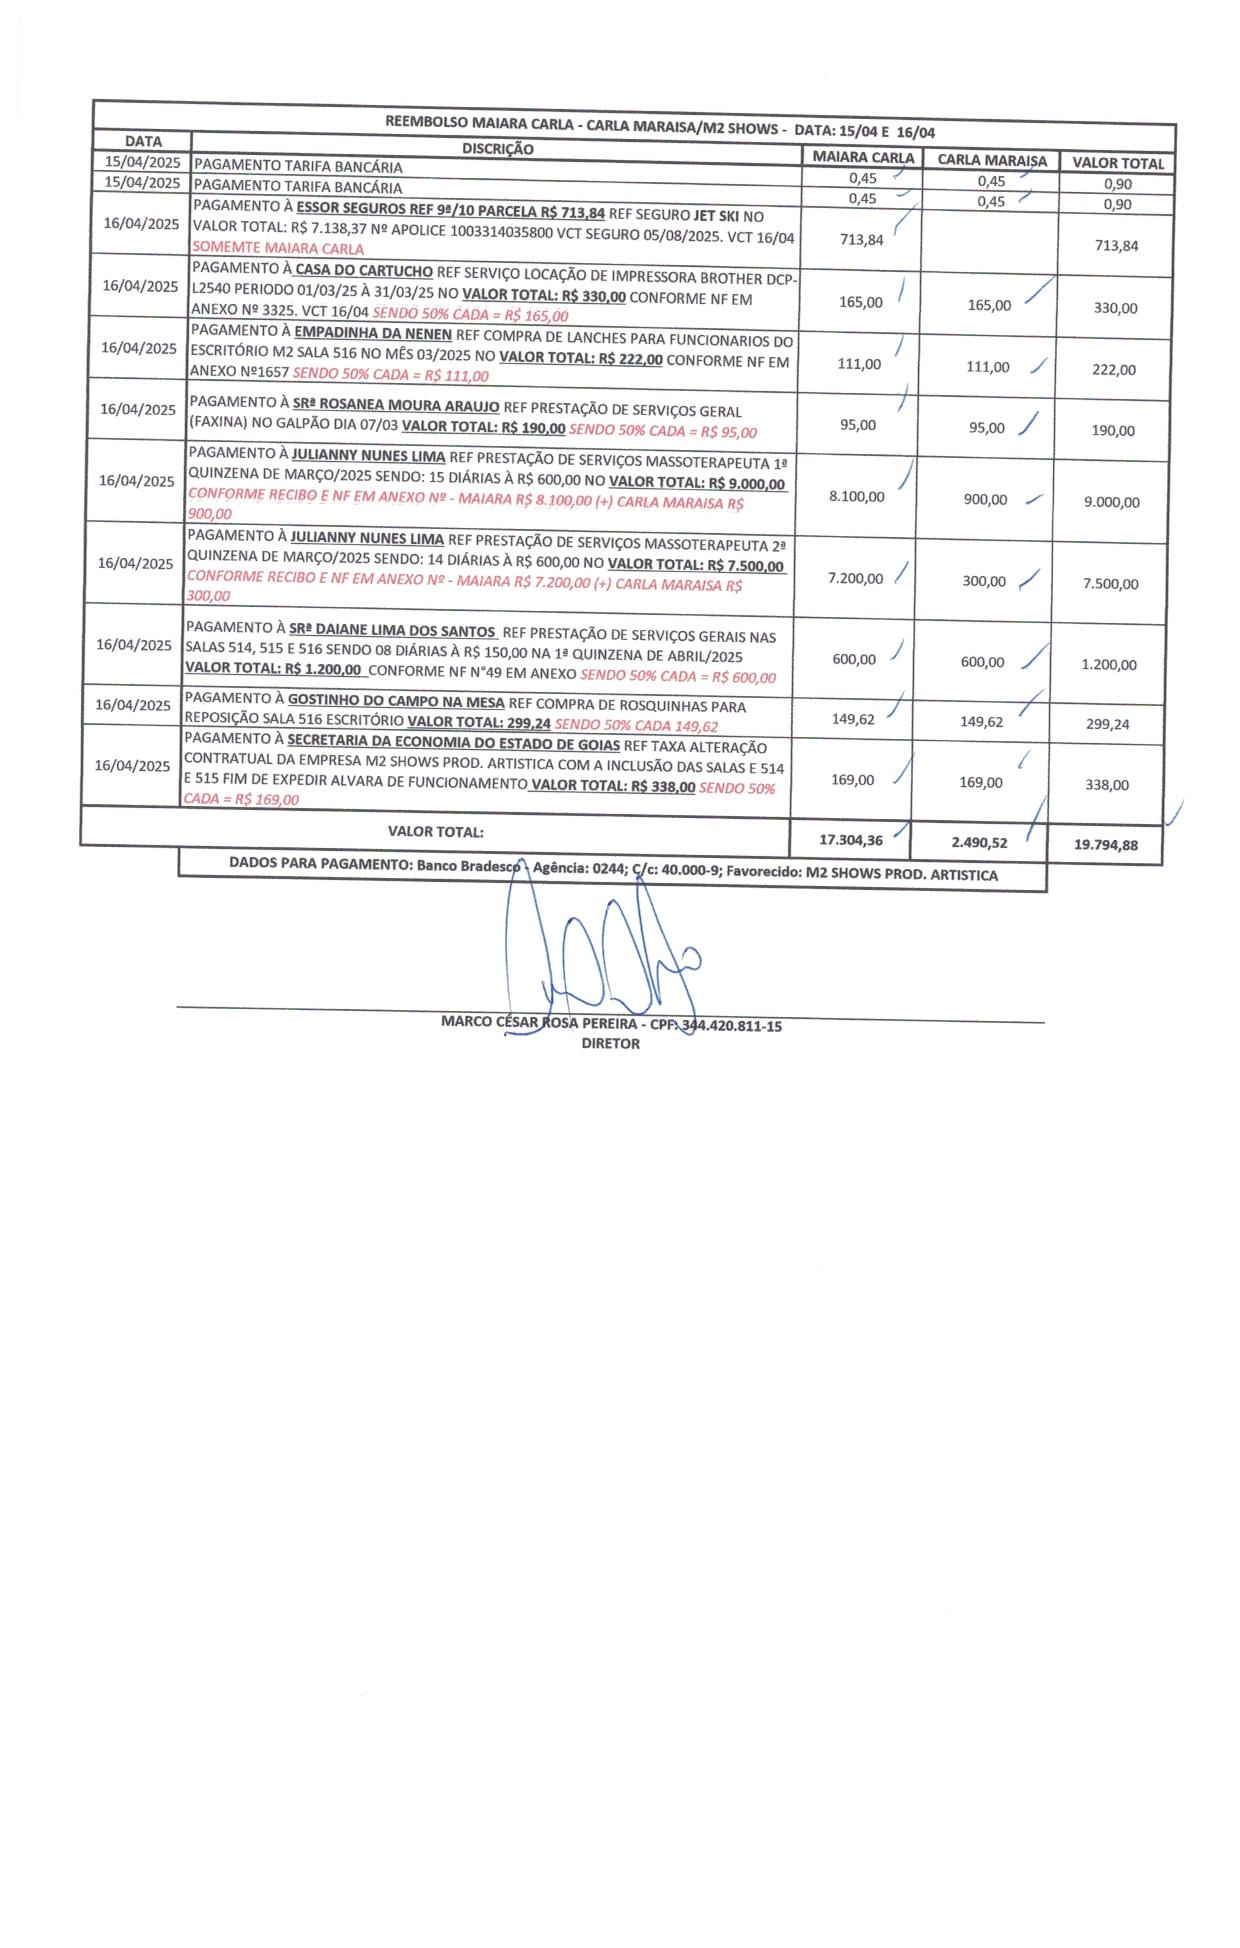 REEMBOLSO MAIARA CARLA - CARLA MARAISA/M2 SHOWS - DATA: 15/04 E 16/04
DATA DISCRIÇÃO MAIARA CARLA CARLA MARAISA VALOR TOTAL
15/04/2025 PAGAMENTO TARIFA BANCÁRIA 0,45 0,45 0,90
15/04/2025 PAGAMENTO TARIFA BANCÁRIA 0,45 0,45 0,90
PAGAMENTO À ESSOR SEGUROS REF 9ª/10 PARCELA R$ 713,84 REF SEGURO JET SKI NO
16/04/2025 VALOR TOTAL: R$ 7.138,37 Nº APOLICE 1003314035800 VCT SEGURO 05/08/2025. VCT 16/04 713,84 713,84
SOMEMTE MAIARA CARLA
PAGAMENTO À CASA DO CARTUCHO REF SERVIÇO LOCAÇÃO DE IMPRESSORA BROTHER DCP-
16/04/2025 L2540 PERIODO 01/03/25 À 31/03/25 NO VALOR TOTAL: R$ 330,00 CONFORME NF EM 165,00 165,00 330,00
ANEXO Nº 3325. VCT 16/04 SENDO 50% CADA = R$ 165,00
PAGAMENTO À EMPADINHA DA NENEN REF COMPRA DE LANCHES PARA FUNCIONARIOS DO
16/04/2025 ESCRITÓRIO M2 SALA 516 NO MÊS 03/2025 NO VALOR TOTAL: R$ 222,00 CONFORME NF EM 111,00 111,00 222,00
ANEXO Nº1657 SENDO 50% CADA = R$ 111,00
16/04/2025 PAGAMENTO À SRª ROSANEA MOURA ARAUJO REF PRESTAÇÃO DE SERVIÇOS GERAL
(FAXINA) NO GALPÃO DIA 07/03 VALOR TOTAL: R$ 190,00 SENDO 50% CADA = R$ 95,00 95,00 95,00 190,00
PAGAMENTO À JULIANNY NUNES LIMA REF PRESTAÇÃO DE SERVIÇOS MASSOTERAPEUTA 1ª
16/04/2025 QUINZENA DE MARÇO/2025 SENDO: 15 DIÁRIAS À R$ 600,00 NO VALOR TOTAL: R$ 9.000,00 8.100,00 900,00 9.000,00
CONFORME RECIBO E NF EM ANEXO Nº - MAIARA R$ 8.100,00 (+) CARLA MARAISA R$
900,00
PAGAMENTO À JULIANNY NUNES LIMA REF PRESTAÇÃO DE SERVIÇOS MASSOTERAPEUTA 2ª
16/04/2025 QUINZENA DE MARÇO/2025 SENDO: 14 DIÁRIAS À R$ 600,00 NO VALOR TOTAL: R$ 7.500,00 7.200,00 300,00 7.500,00
CONFORME RECIBO E NF EM ANEXO Nº - MAIARA R$ 7.200,00 (+) CARLA MARAISA R$
300,00
PAGAMENTO À SRª DAIANE LIMA DOS SANTOS REF PRESTAÇÃO DE SERVIÇOS GERAIS NAS
16/04/2025 SALAS 514, 515 E 516 SENDO 08 DIÁRIAS À R$ 150,00 NA 1ª QUINZENA DE ABRIL/2025 600,00 600,00 1.200,00
VALOR TOTAL: R$ 1.200,00 CONFORME NF N°49 EM ANEXO SENDO 50% CADA = R$ 600,00
16/04/2025 PAGAMENTO À GOSTINHO DO CAMPO NA MESA REF COMPRA DE ROSQUINHAS PARA
REPOSIÇÃO SALA 516 ESCRITÓRIO VALOR TOTAL: 299,24 SENDO 50% CADA 149,62 149,62 149,62 299,24
PAGAMENTO À SECRETARIA DA ECONOMIA DO ESTADO DE GOIAS REF TAXA ALTERAÇÃO
16/04/2025 CONTRATUAL DA EMPRESA M2 SHOWS PROD. ARTISTICA COM A INCLUSÃO DAS SALAS E 514 169,00 169,00 338,00
E 515 FIM DE EXPEDIR ALVARA DE FUNCIONAMENTO VALOR TOTAL: R$ 338,00 SENDO 50%
CADA = R$ 169,00
VALOR TOTAL: 17.304,36 2.490,52 19.794,88
DADOS PARA PAGAMENTO: Banco Bradesco - Agência: 0244; C/c: 40.000-9; Favorecido: M2 SHOWS PROD. ARTISTICA
MARCO CÉSAR ROSA PEREIRA - CPF: 344.420.811-15
DIRETOR